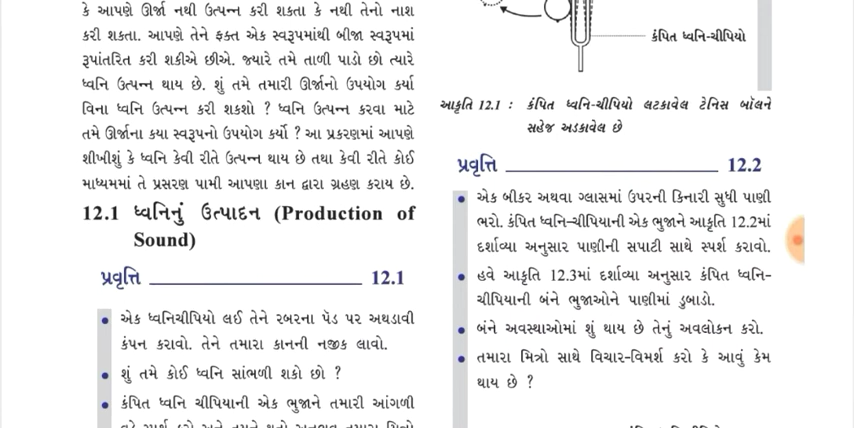 કે આપણે ઊર્જા નથી ઉત્પન્ન કરી શકતા કે નથી તેનો નાશ
કરી શકતા. આપણે તેને ફક્ત એક સ્વરૂપમાંથી બીજા સ્વરૂપમાં
રૂપાંતરિત કરી શકીએ છીએ. જ્યારે તમે તાળી પાડો છો ત્યારે
ધ્વનિ ઉત્પન્ન થાય છે. શું તમે તમારી ઊર્જાનો ઉપયોગ કર્યા
વિના ધ્વનિ ઉત્પન્ન કરી શકશો ? ધ્વનિ ઉત્પન્ન કરવા માટે
તમે ઊર્જાના કયા સ્વરૂપનો ઉપયોગ કર્યો ? આ પ્રકરણમાં આપણે
શીખીશું કે ધ્વનિ કેવી રીતે ઉત્પન્ન થાય છે તથા કેવી રીતે કોઈ
માધ્યમમાં તે પ્રસરણ પામી આપણા કાન દ્વારા ગ્રહણ કરાય છે.
12.1 ધ્વનિનું ઉત્પાદન (Production of
Sound)
પ્રવૃત્તિ 12.1
• એક ધ્વનિચીપિયો લઈ તેને રબરના પૅડ પર અથડાવી
કંપન કરાવો. તેને તમારા કાનની નજીક લાવો.
• શું તમે કોઈ ધ્વનિ સાંભળી શકો છો ?
• કંપિત ધ્વનિ ચીપિયાની એક ભુજાને તમારી આંગળી
કંપિત ધ્વનિ-ચીપિયો
આકૃતિ 12.1 : કંપિત ધ્વનિ-ચીપિયો લટકાવેલ ટેનિસ બૉલને
સહેજ અડકાવેલ છે
પ્રવૃત્તિ 12.2
• એક બીકર અથવા ગ્લાસમાં ઉપરની કિનારી સુધી પાણી
ભરો. કંપિત ધ્વનિ-ચીપિયાની એક ભુજાને આકૃતિ 12.2માં
દર્શાવ્યા અનુસાર પાણીની સપાટી સાથે સ્પર્શ કરાવો.
• હવે આકૃતિ 12.3માં દર્શાવ્યા અનુસાર કંપિત ધ્વનિ-
ચીપિયાની બંને ભુજાઓને પાણીમાં ડુબાડો.
• બંને અવસ્થાઓમાં શું થાય છે તેનું અવલોકન કરો.
• તમારા મિત્રો સાથે વિચાર-વિમર્શ કરો કે આવું કેમ
થાય છે ?